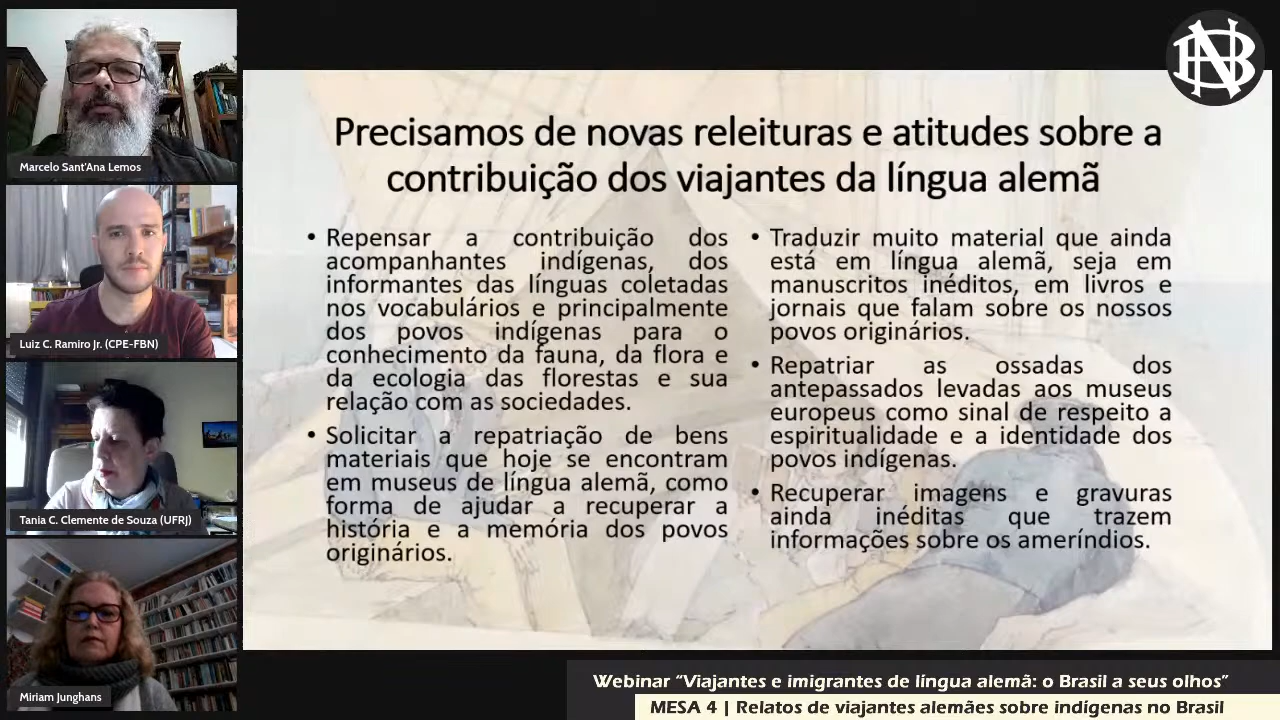 Marcelo Sant'Ana Lemos
Luiz C. Ramiro Jr. (CPE-FBN)
Tania C. Clemente de Souza (UFRJ)
Miriam Junghans
Precisamos de novas releituras e atitudes sobre a
contribuição dos viajantes da língua alemã
• Repensar a contribuição dos
acompanhantes indígenas, dos
informantes das línguas coletadas
nos vocabulários e principalmente
dos povos indígenas para o
conhecimento da fauna, da flora e
da ecologia das florestas e sua
relação com as sociedades.
• Solicitar a repatriação de bens
materiais que hoje se encontram
em museus de língua alemã, como
forma de ajudar a recuperar a
história e a memória dos povos
originários.
• Traduzir muito material que ainda
está em língua alemã, seja em
manuscritos inéditos, em livros e
jornais que falam sobre os nossos
povos originários.
• Repatriar as ossadas dos
antepassados levadas aos museus
europeus como sinal de respeito a
espiritualidade e a identidade dos
povos indígenas.
• Recuperar imagens e gravuras
ainda inéditas que trazem
informações sobre os ameríndios.
BN
Webinar “Viajantes e imigrantes de língua alemã: o Brasil a seus olhos”
MESA 4 | Relatos de viajantes alemães sobre indígenas no Brasil